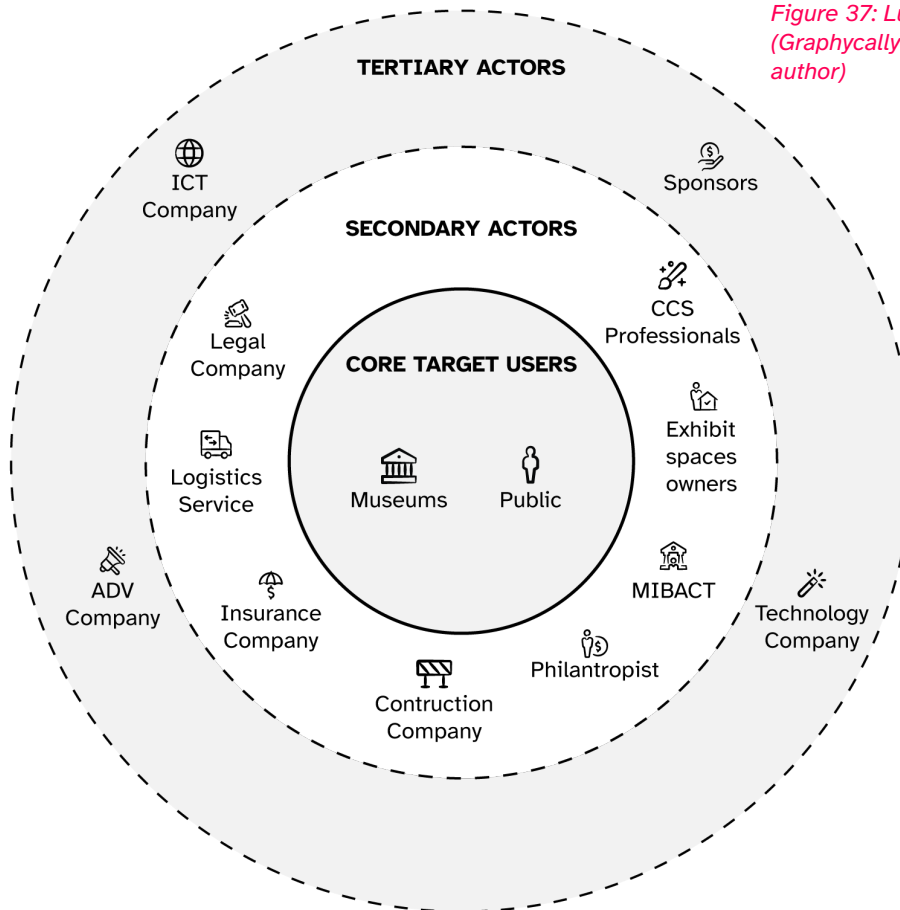 Figure 37: Lu
(Graphycally
author)
TERTIARY ACTORS
ICT
Company
Sponsors
SECONDARY ACTORS
CCS
Professionals
Legal
Company
CORE TARGET USERS
Exhibit
spaces
owners
Logistics
Service
Museums
Public
MIBACT
ADV
Company
Insurance
Company
Technology
Company
Philantropist
Contruction
Company